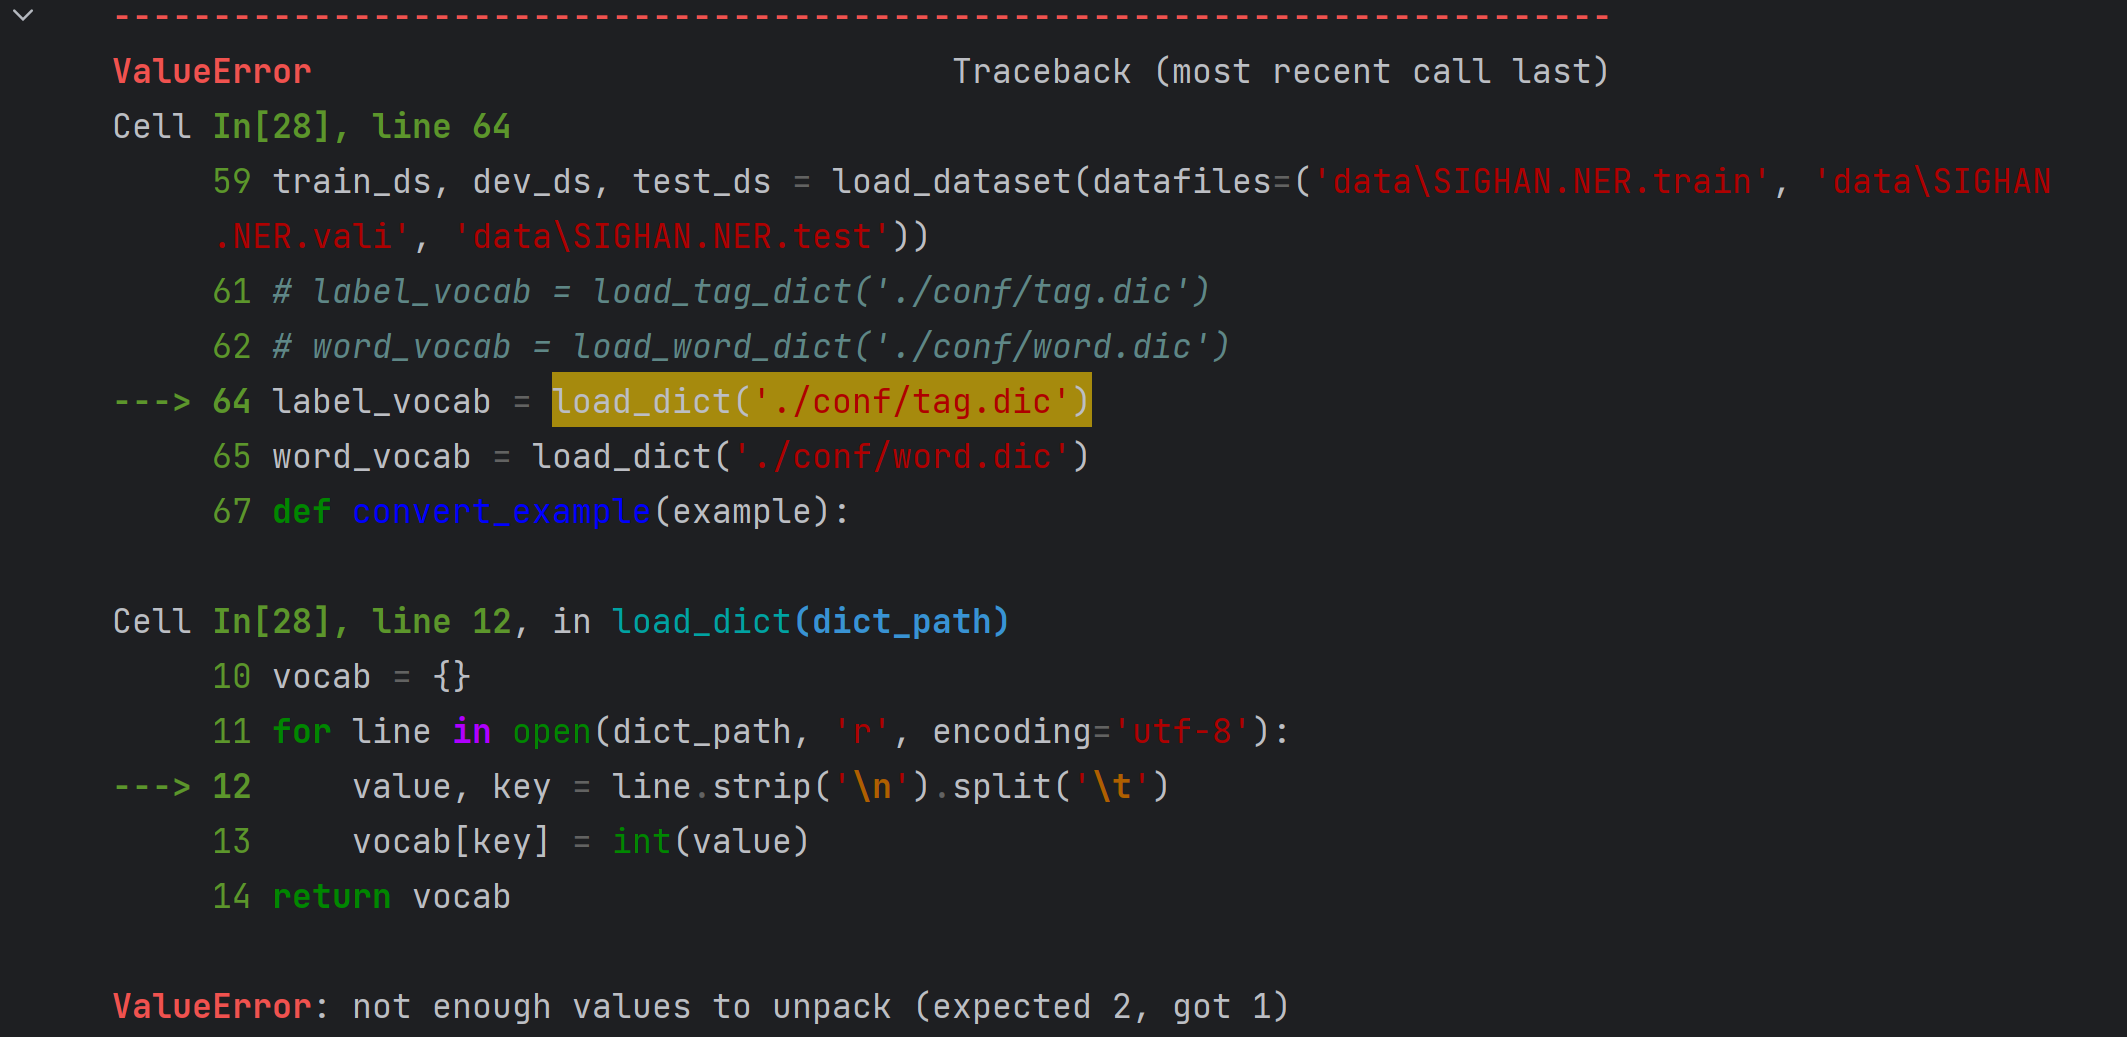 ---------------------------------------------------------------------------
ValueError                                Traceback (most recent call last)
Cell In[28], line 64
     59 train_ds, dev_ds, test_ds = load_dataset(datafiles=('data\SIGHAN.NER.train', 'data\SIGHAN
     .NER.vali', 'data\SIGHAN.NER.test'))
     61 # label_vocab = load_tag_dict('./conf/tag.dic')
     62 # word_vocab = load_word_dict('./conf/word.dic')
---> 64 label_vocab = load_dict('./conf/tag.dic')
     65 word_vocab = load_dict('./conf/word.dic')
     67 def convert_example(example):
Cell In[28], line 12, in load_dict(dict_path)
     10 vocab = {}
     11 for line in open(dict_path, 'r', encoding='utf-8'):
---> 12     value, key = line.strip('\n').split('\t')
     13     vocab[key] = int(value)
     14 return vocab
ValueError: not enough values to unpack (expected 2, got 1)